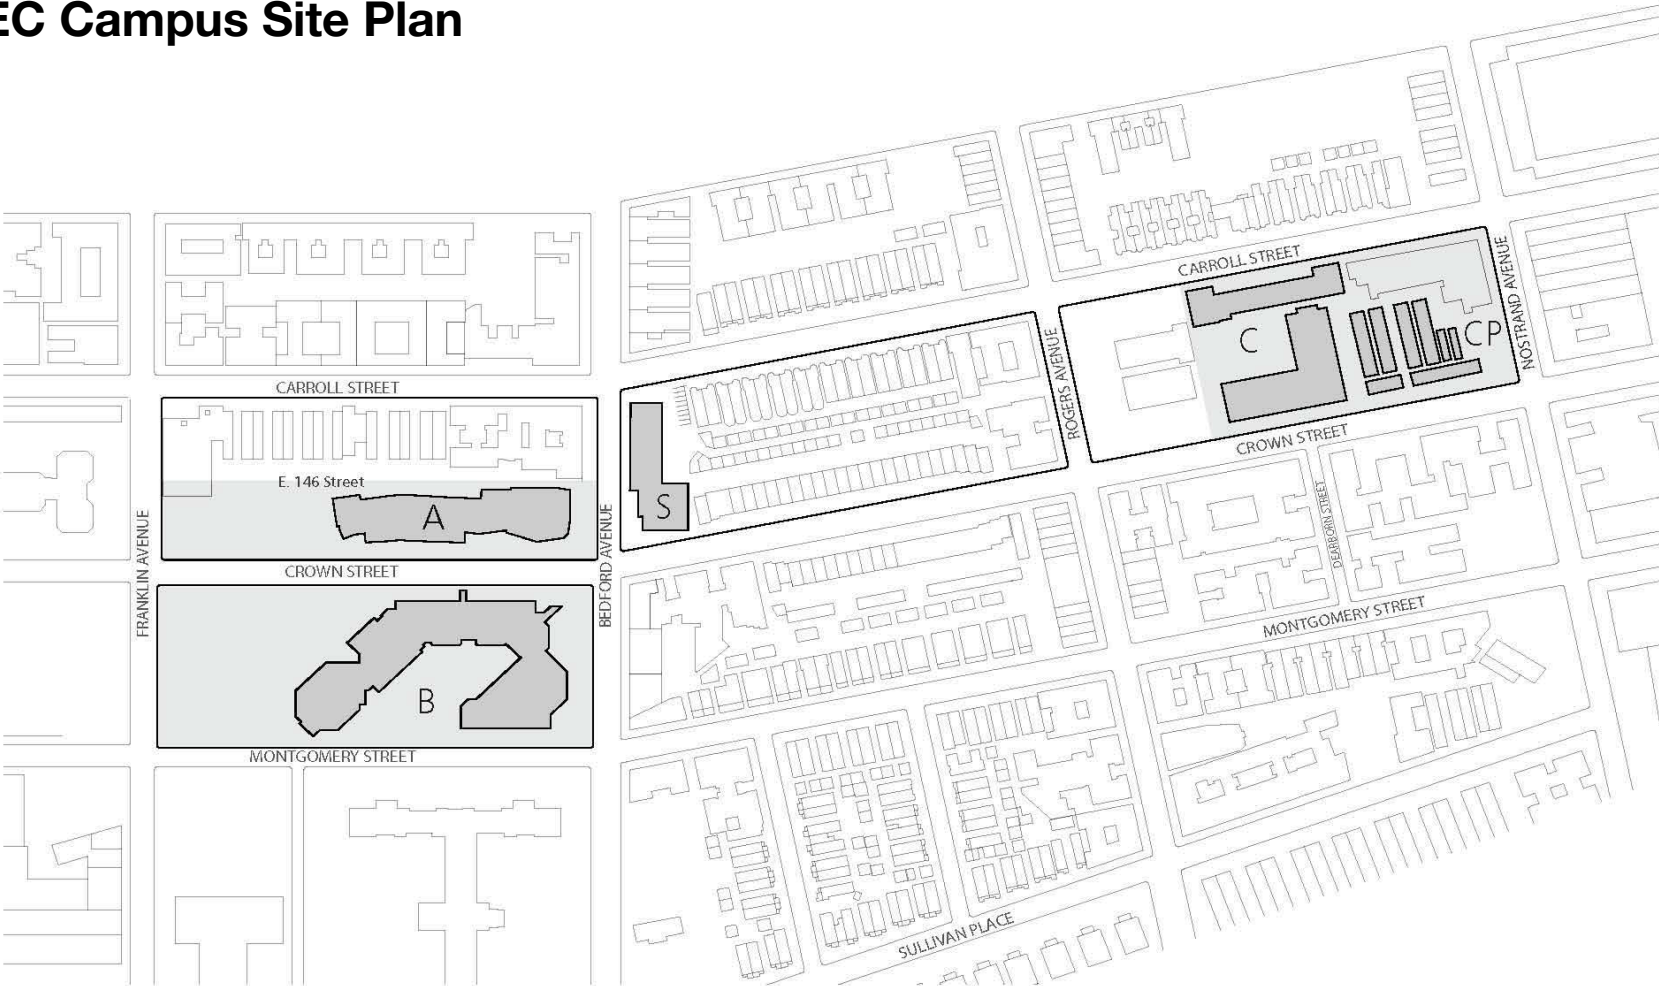 EC Campus Site Plan
CARROLL STREET
NOSTRAND AVENUE
C
CP
ROGERS AVENUE
CARROLL STREET
CROWN STREET
E. 146 Street
A
S
FRANKLIN AVENUE
BEDFORD AVENUE
DEARBORN STREET
CROWN STREET
MONTGOMERY STREET
B
MONTGOMERY STREET
SULLIVAN PLACE